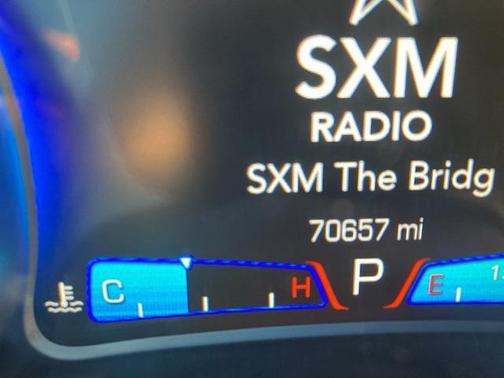 SXM
RADIO
SXM The Bridg
70657 mi
C H P E